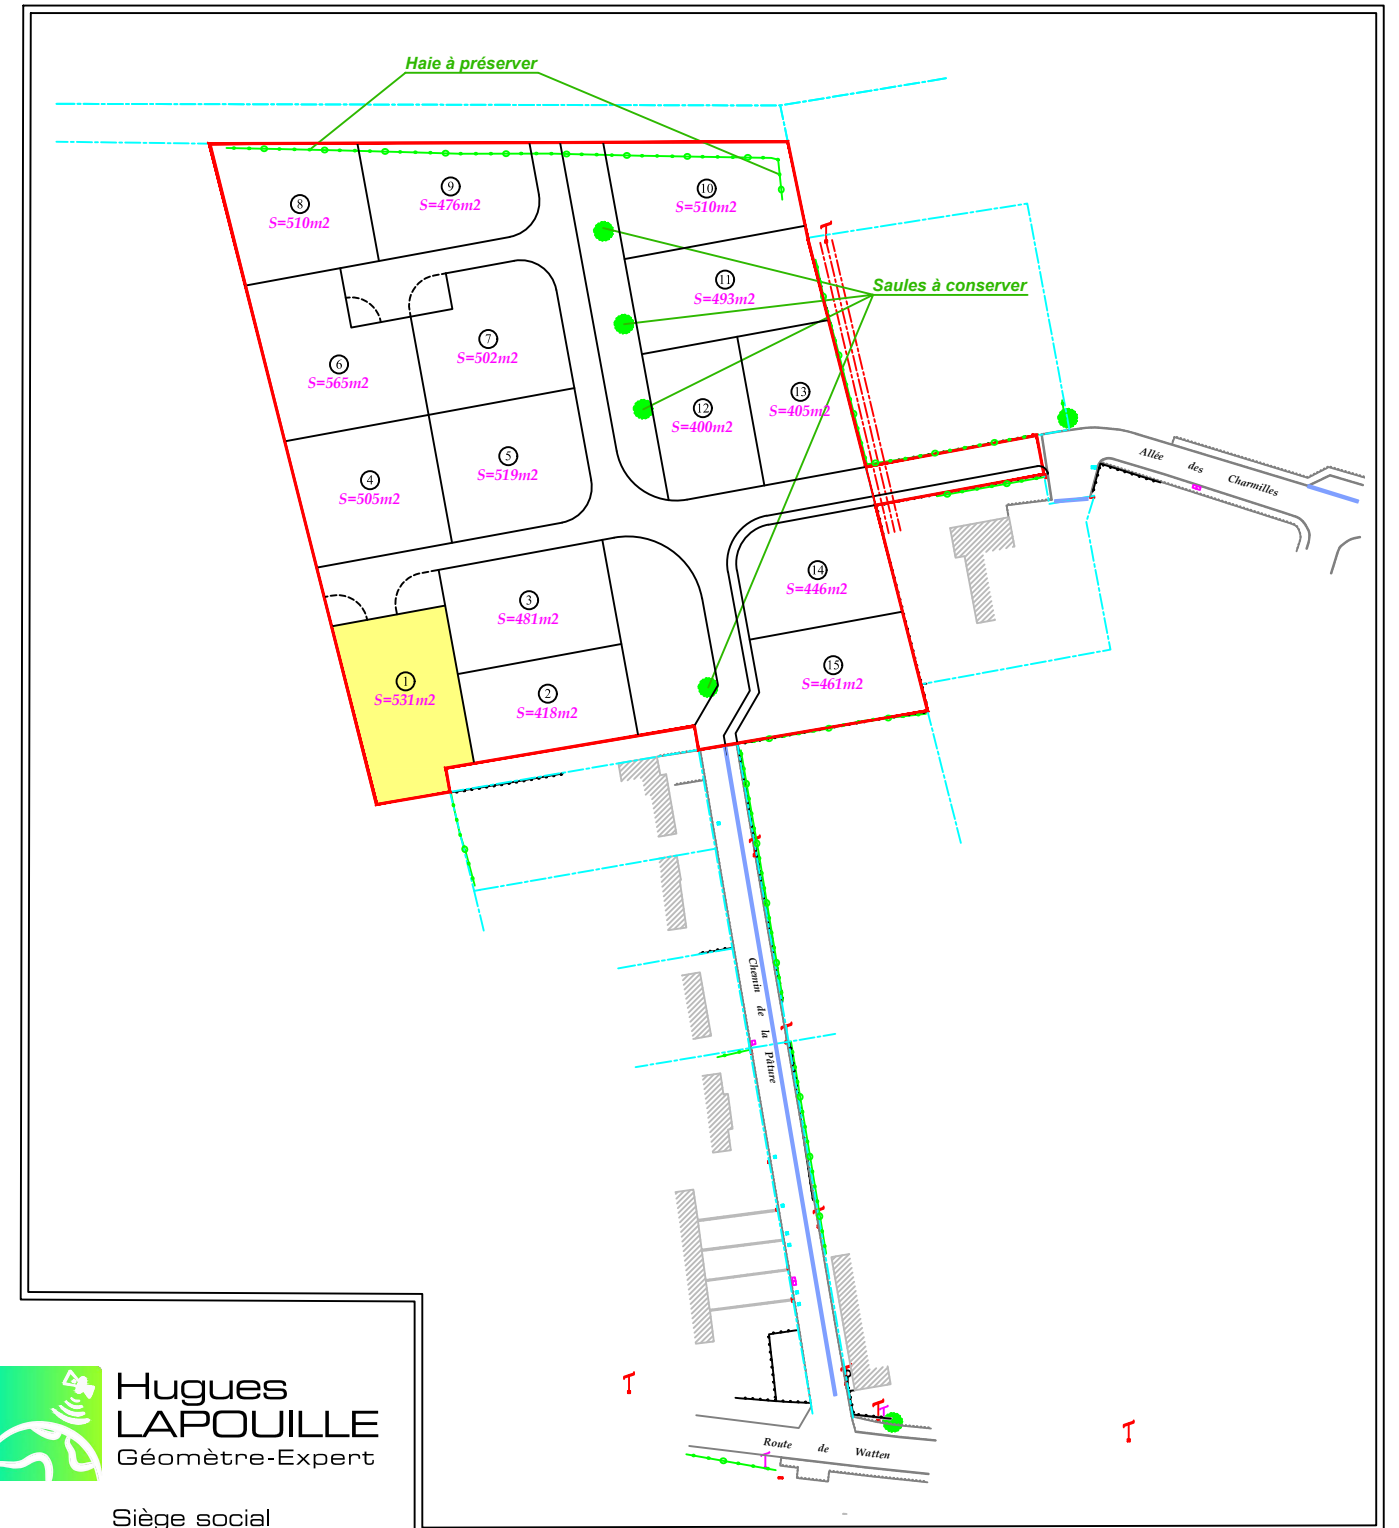 Haie à préserver
8
S=510m2
9
S=476m2
10
S=510m2
11
S=493m2
Saules à conserver
7
S=502m2
6
S=565m2
13
S=405m2
12
S=400m2
5
S=519m2
4
S=505m2
Allée des Charmilles
14
S=446m2
3
S=481m2
15
S=461m2
1
S=531m2
2
S=418m2
Chemin de la Pâture
Route de Watten
Hugues
LAPOUILLE
Géomètre-Expert
Siège social